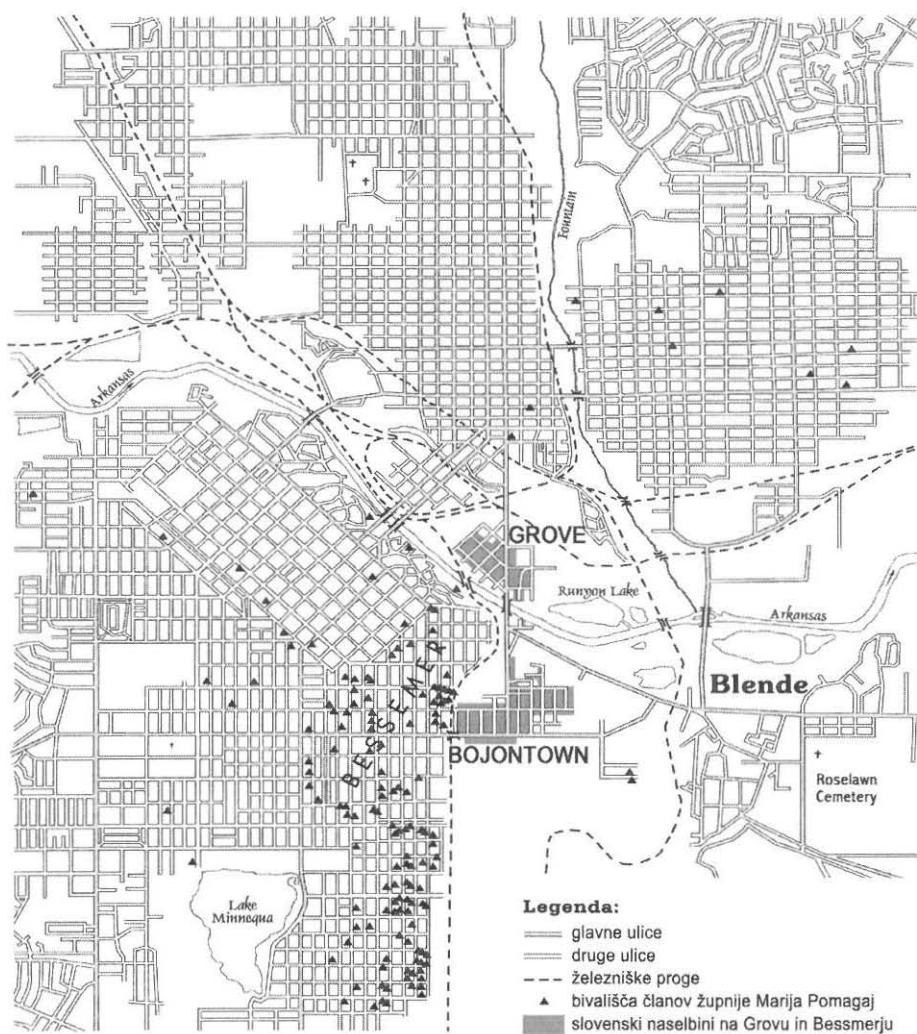 Fountain
Arkansas
GROVE
Runyon Lake
Arkansas
BESSEMER
Blende
BOJONTOWN
Roselawn
Cemetery
Lake
Minnequa
Legenda:
glavne ulice
druge ulice
železniške proge
bivališča članov župnije Marija Pomagaj
slovenski naselbini na Grovu in Bessmerju